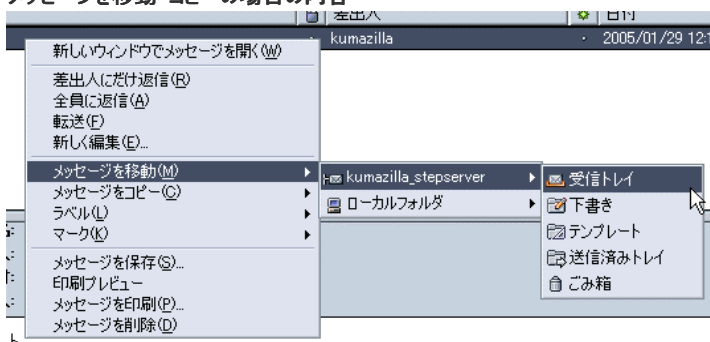 メッセージを移動・コピーの場合の内容
差出人 日付
kumazilla 2005/01/29 12:1
新しいウィンドウでメッセージを開く(W)
差出人にだけ返信(R)
全員に返信(A)
転送(F)
新しく編集(E)...
メッセージを移動(M)
メッセージをコピー(C)
ラベル(L)
マーク(K)
メッセージを保存(S)...
印刷プレビュー
メッセージを印刷(P)...
メッセージを削除(D)
kumazilla_stepserver
ローカルフォルダ
受信トレイ
下書き
テンプレート
送信済みトレイ
ごみ箱